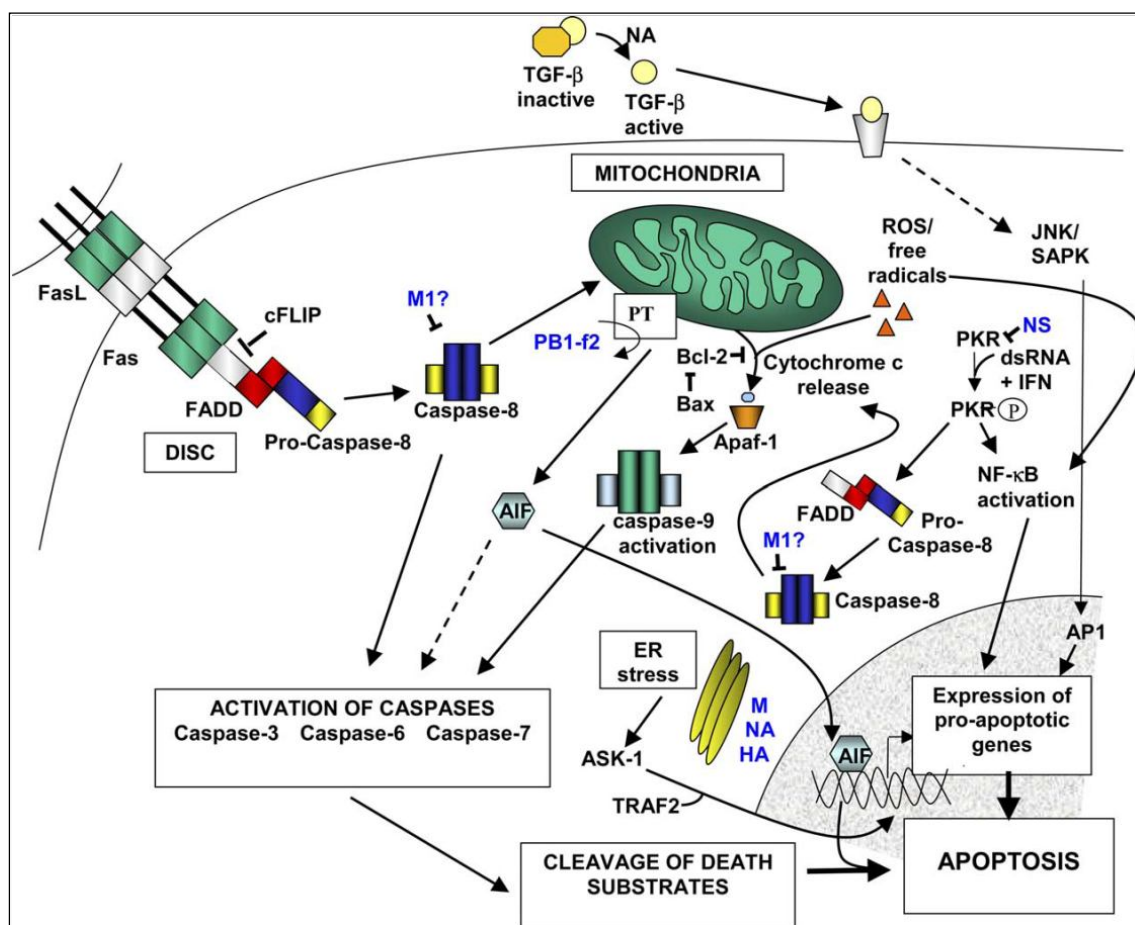 NA
TGF-β
inactive
TGF-β
active
MITOCHONDRIA
JNK/
SAPK
ROS/
free
radicals
FasL
Fas
cFLIP
FADD
Pro-Caspase-8
DISC
M1?
Caspase-8
PT
PB1-f2
Bcl-2
Bax
Cytochrome c
release
Apaf-1
caspase-9
activation
AIF
PKR
NS
dsRNA
+ IFN
PKR P
NF-κB
activation
FADD
Pro-
Caspase-8
M1?
Caspase-8
AP1
ER
stress
M
NA
HA
ASK-1
TRAF2
ACTIVATION OF CASPASES
Caspase-3 Caspase-6 Caspase-7
AIF
Expression of
pro-apoptotic
genes
CLEAVAGE OF DEATH
SUBSTRATES
APOPTOSIS